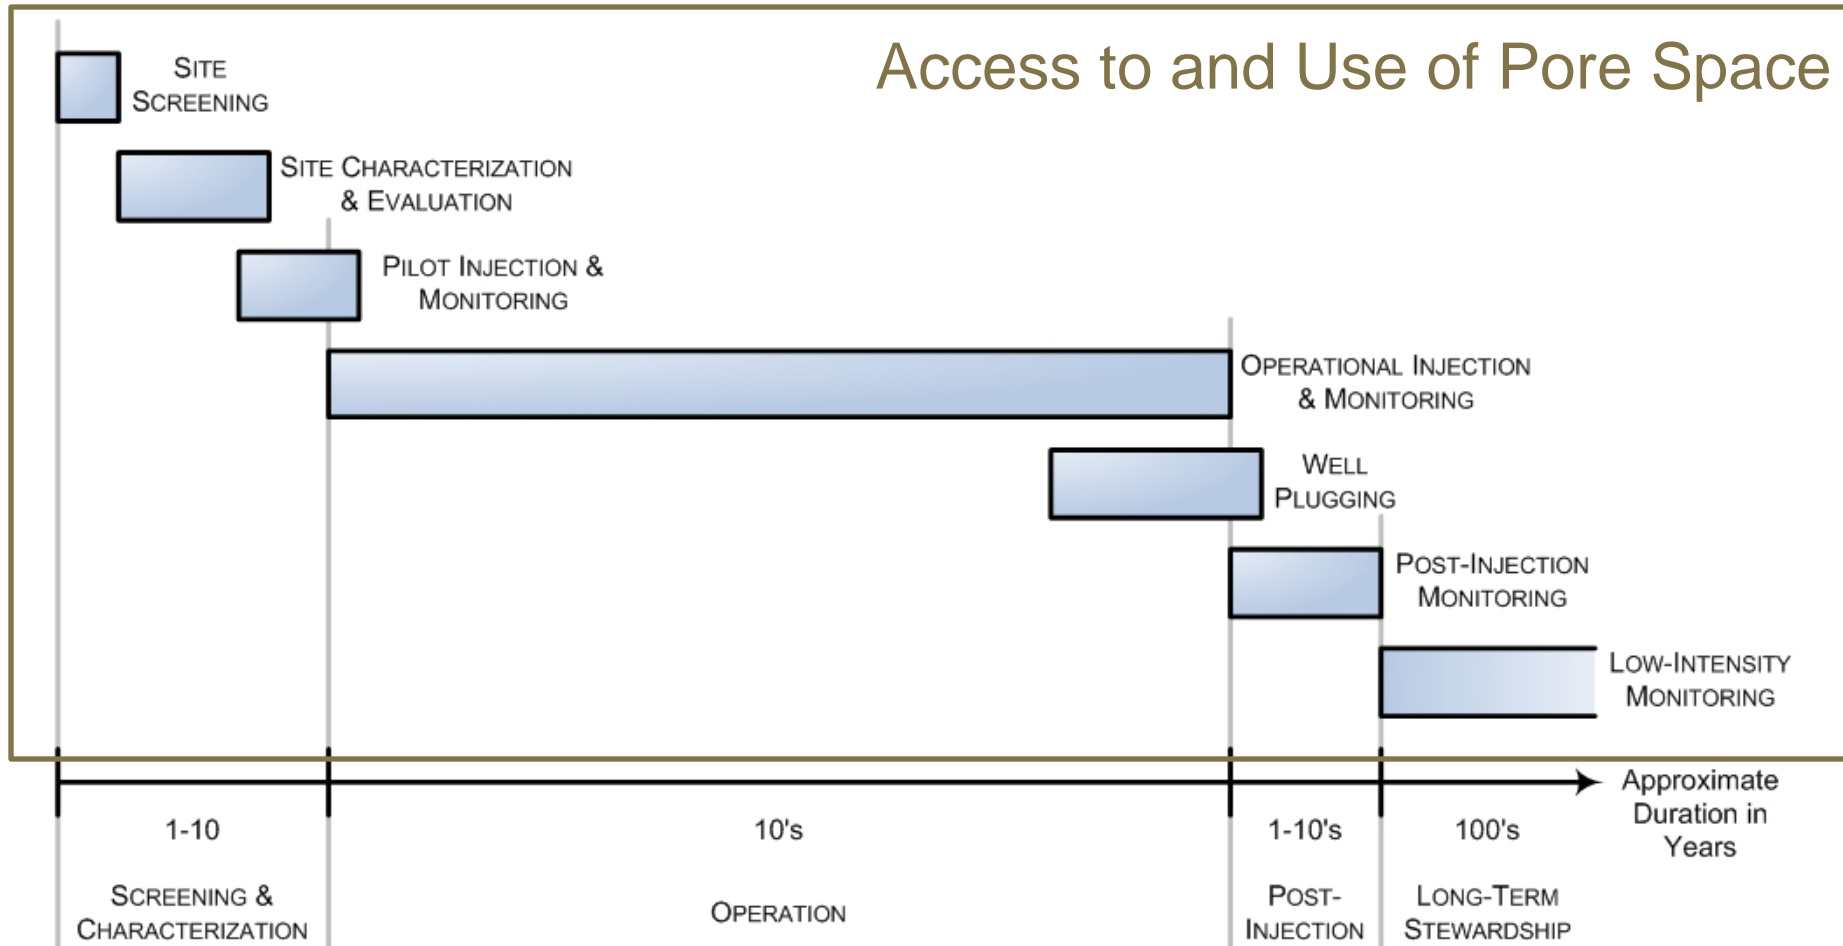 Access to and Use of Pore Space
SITE
SCREENING
SITE CHARACTERIZATION
& EVALUATION
PILOT INJECTION &
MONITORING
OPERATIONAL INJECTION
& MONITORING
WELL
PLUGGING
POST-INJECTION
MONITORING
LOW-INTENSITY
MONITORING
Approximate
Duration in
Years
1-10
10's
1-10's
100's
SCREENING &
CHARACTERIZATION
OPERATION
POST-
INJECTION
LONG-TERM
STEWARDSHIP